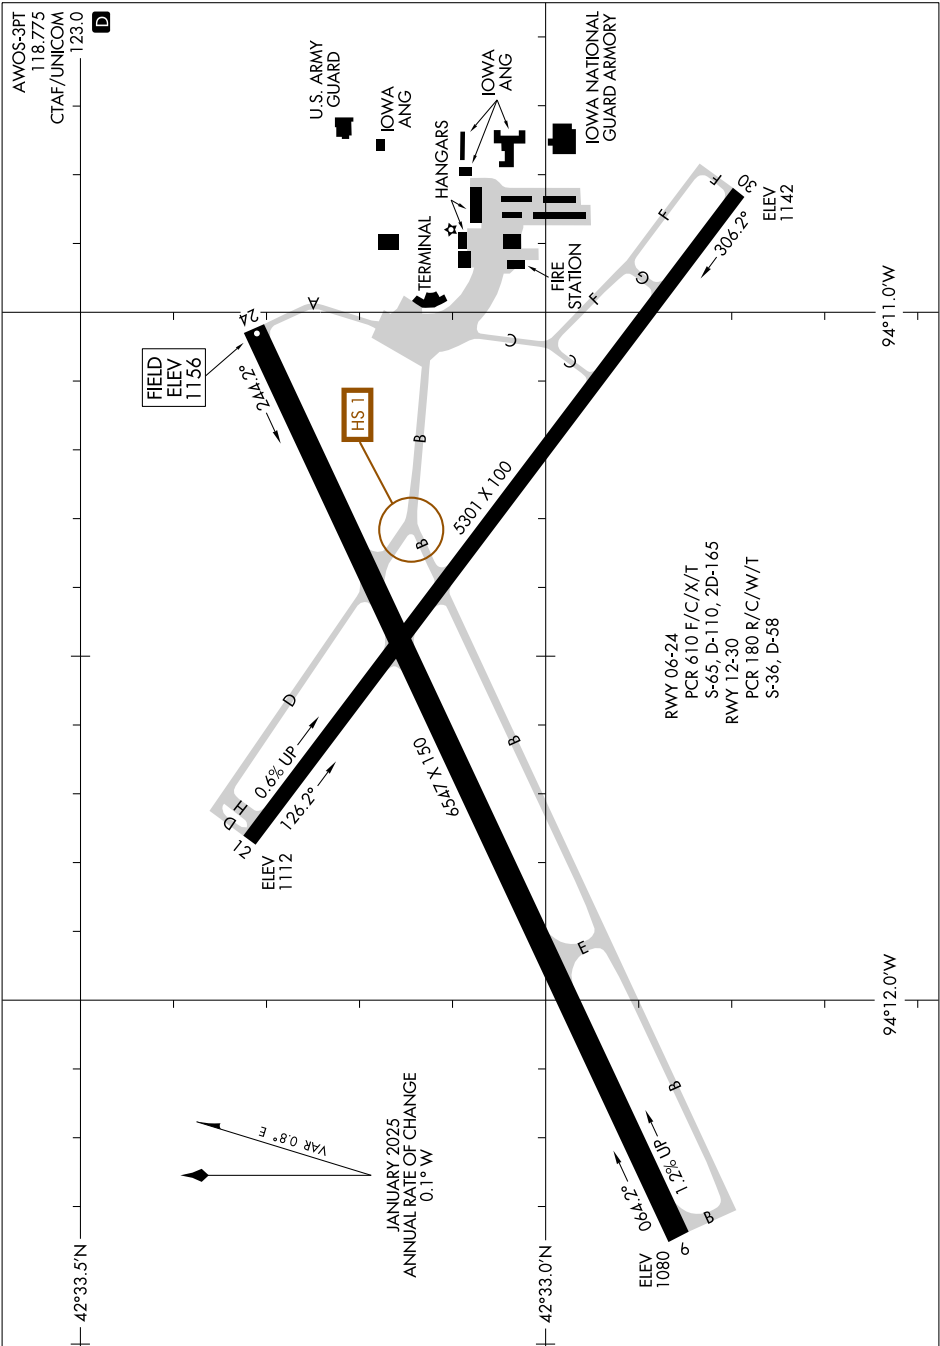 AWOS-3PT
118.775
CTAF/UNICOM
123.0
D
U.S. ARMY
GUARD
IOWA
ANG
IOWA
ANG
IOWA NATIONAL
GUARD ARMORY
HANGARS
TERMINAL
FIRE
STATION
FIELD
ELEV
1156
24
244.2°
A
HS 1
B
B
C
C
F
F
F
G
30
ELEV
1142
306.2°
94°11.0'W
5301 X 100
D
0.6% UP
126.2°
D
H
12
ELEV
1112
6547 X 150
B
RWY 06-24
PCR 610 F/C/X/T
S-65, D-110, 2D-165
RWY 12-30
PCR 180 R/C/W/T
S-36, D-58
E
94°12.0'W
B
VAR 0.8° E
JANUARY 2025
ANNUAL RATE OF CHANGE
0.1° W
064.2°
1.2% UP
B
6
ELEV
1080
42°33.5'N
42°33.0'N